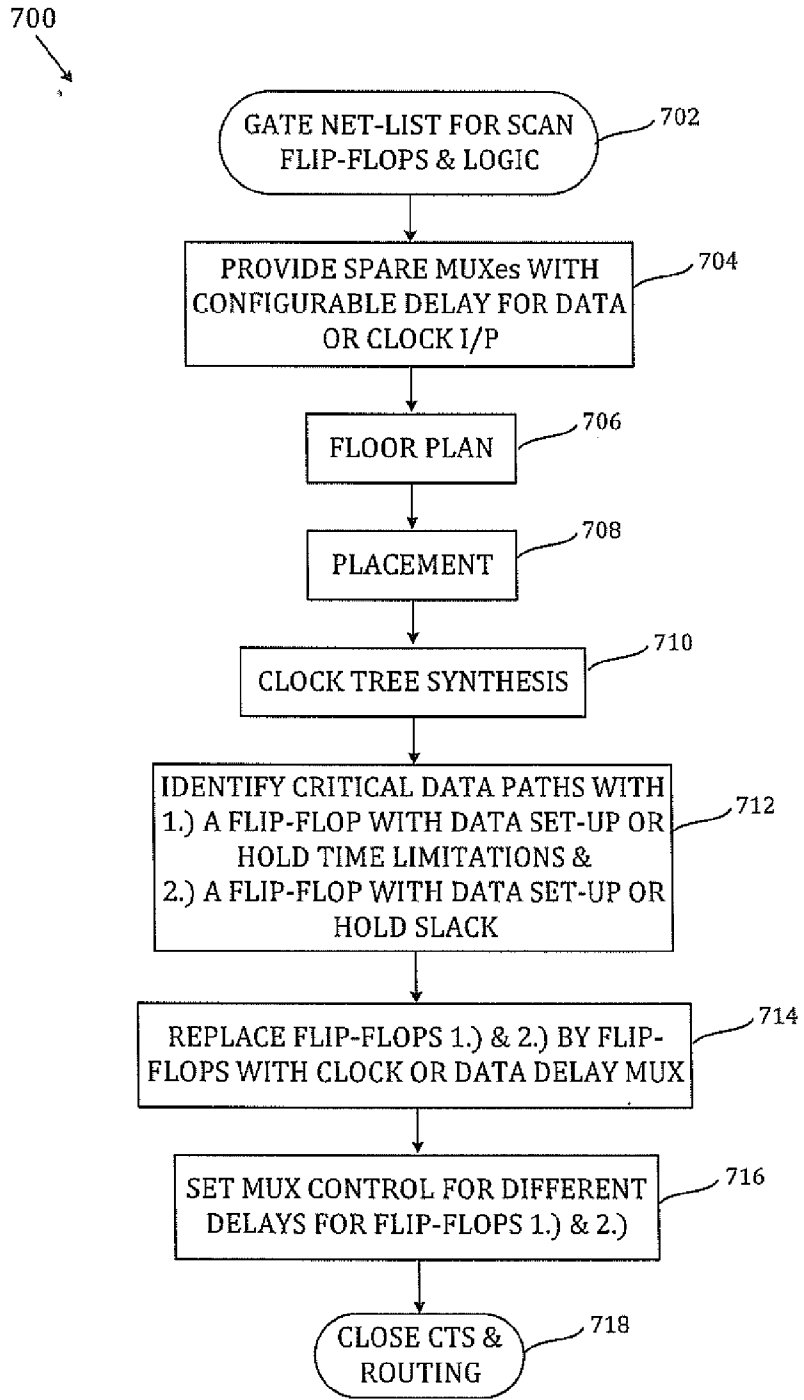 700
GATE NET-LIST FOR SCAN
FLIP-FLOPS & LOGIC
702
PROVIDE SPARE MUXes WITH
CONFIGURABLE DELAY FOR DATA
OR CLOCK I/P
704
FLOOR PLAN
706
PLACEMENT
708
CLOCK TREE SYNTHESIS
710
IDENTIFY CRITICAL DATA PATHS WITH
1.) A FLIP-FLOP WITH DATA SET-UP OR
HOLD TIME LIMITATIONS &
2.) A FLIP-FLOP WITH DATA SET-UP OR
HOLD SLACK
712
REPLACE FLIP-FLOPS 1.) & 2.) BY FLIP-
FLOPS WITH CLOCK OR DATA DELAY MUX
714
SET MUX CONTROL FOR DIFFERENT
DELAYS FOR FLIP-FLOPS 1.) & 2.)
716
CLOSE CTS &
ROUTING
718